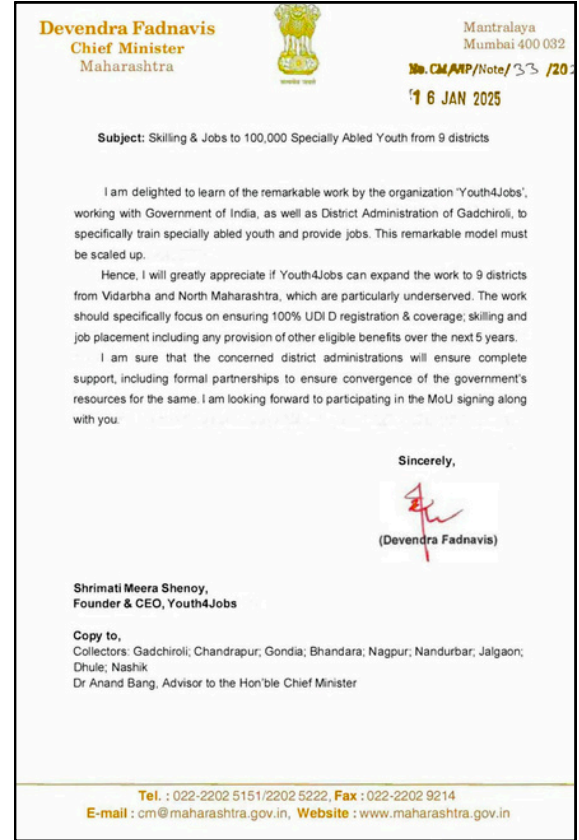 Devendra Fadnavis
Chief Minister
Maharashtra
सत्यमेव जयते
Mantralaya
Mumbai 400 032
No. CM/MP/Note/33 /202
16 JAN 2025
Subject: Skilling & Jobs to 100,000 Specially Abled Youth from 9 districts
I am delighted to learn of the remarkable work by the organization 'Youth4Jobs',
working with Government of India, as well as District Administration of Gadchiroli, to
specifically train specially abled youth and provide jobs. This remarkable model must
be scaled up.
Hence, I will greatly appreciate if Youth4Jobs can expand the work to 9 districts
from Vidarbha and North Maharashtra, which are particularly underserved. The work
should specifically focus on ensuring 100% UDI D registration & coverage; skilling and
job placement including any provision of other eligible benefits over the next 5 years.
I am sure that the concerned district administrations will ensure complete
support, including formal partnerships to ensure convergence of the government's
resources for the same. I am looking forward to participating in the MoU signing along
with you.
Sincerely,
(Devendra Fadnavis)
Shrimati Meera Shenoy,
Founder & CEO, Youth4Jobs
Copy to,
Collectors: Gadchiroli; Chandrapur; Gondia; Bhandara; Nagpur; Nandurbar; Jalgaon;
Dhule; Nashik
Dr Anand Bang, Advisor to the Hon'ble Chief Minister
Tel. : 022-2202 5151/2202 5222, Fax : 022-2202 9214
E-mail : cm@maharashtra.gov.in, Website : www.maharashtra.gov.in